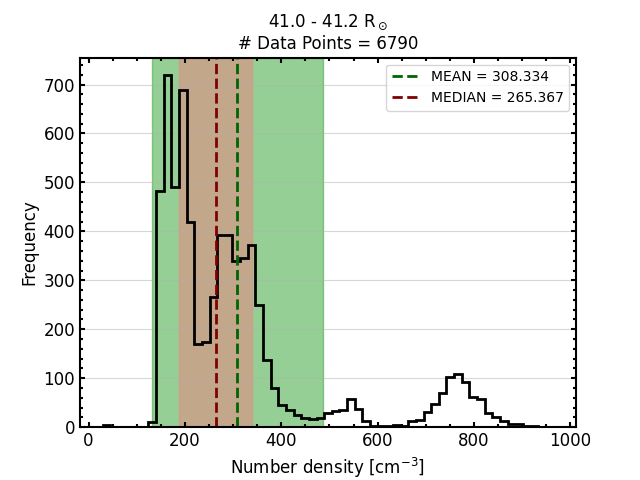 41.0 - 41.2 R⊙
# Data Points = 6790
MEAN = 308.334
MEDIAN = 265.367
Frequency
700
600
500
400
300
200
100
0
0 200 400 600 800 1000
Number density [cm⁻³]